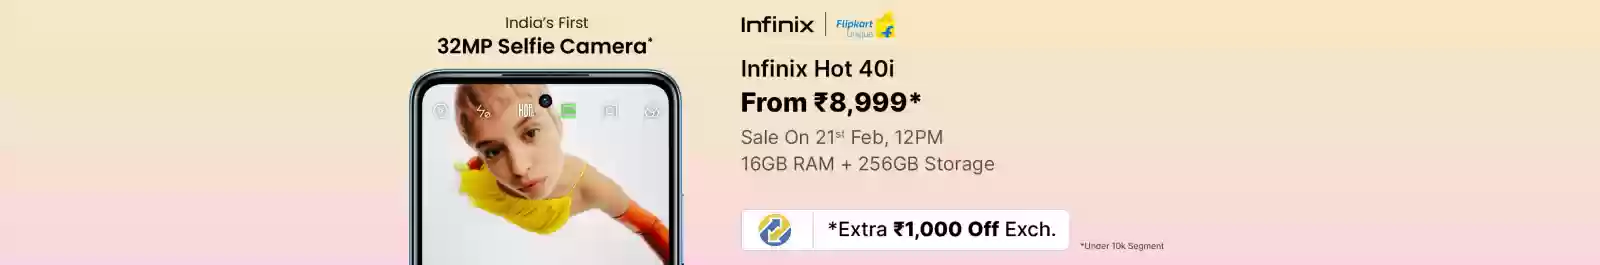 India's First
32MP Selfie Camera*
HDR
Infinix
Flipkart
Unique
Infinix Hot 40i
From ₹8,999*
Sale On 21st Feb, 12PM
16GB RAM + 256GB Storage
*Extra ₹1,000 Off Exch.
*Under 10k Segment